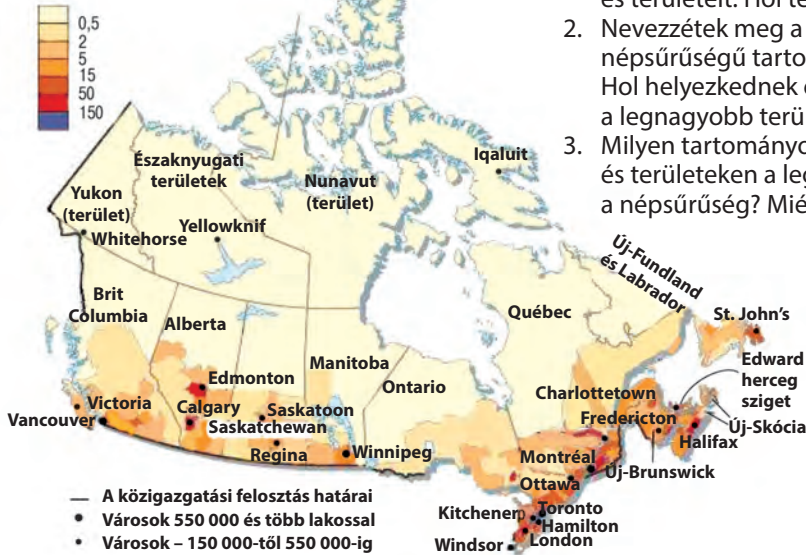 0,5
2
5
15
50
150
és területeit. Hol te
2. Nevezzétek meg a
népsűrűségű tarto
Hol helyezkednek
a legnagyobb terü
3. Milyen tartományo
és területeken a leg
a népsűrűség? Mié
Északnyugati
területek
Nunavut
(terület)
Iqaluit
Yukon
(terület)
Yellowknif
Whitehorse
Új-Fundland
és Labrador
Brit
Columbia
Alberta
Québec
St. John's
Manitoba
Ontario
Edward
herceg
sziget
Edmonton
Charlottetown
Victoria
Calgary
Saskatoon
Fredericton
Vancouver
Saskatchewan
Új-Skócia
Halifax
Regina
Winnipeg
Montréal
Új-Brunswick
Ottawa
— A közigazgatási felosztás határai
• Városok 550 000 és több lakossal
• Városok – 150 000-től 550 000-ig
Kitchener
Toronto
Hamilton
Windsor
London